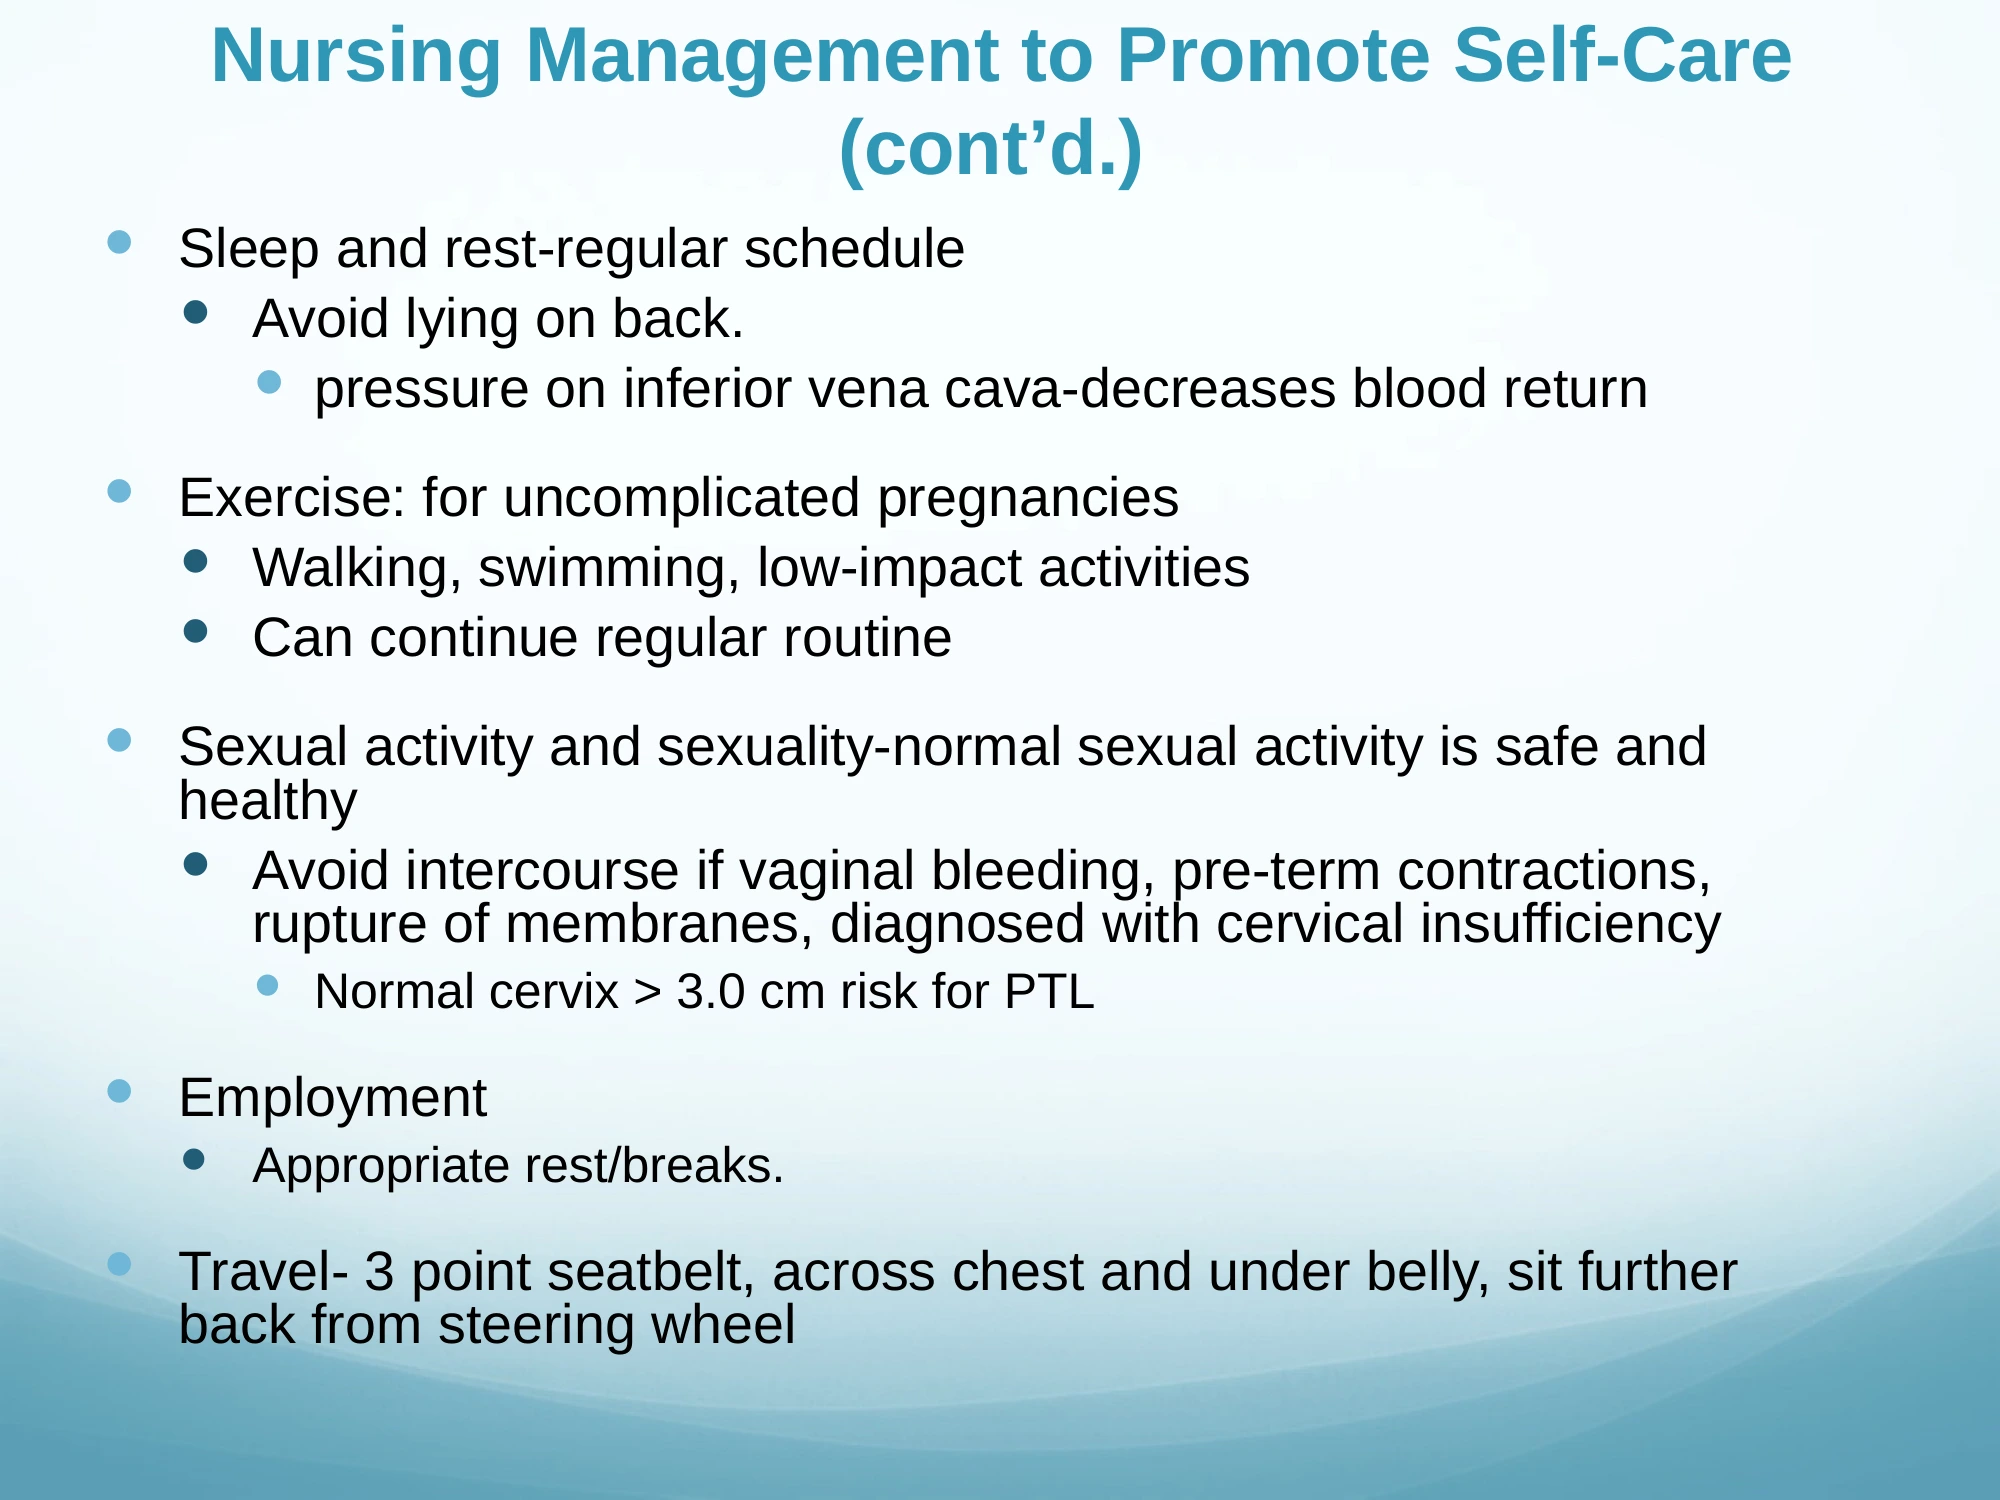 Nursing Management to Promote Self-Care
(cont’d.)
Sleep and rest-regular schedule
Avoid lying on back.
pressure on inferior vena cava-decreases blood return
Exercise: for uncomplicated pregnancies
Walking, swimming, low-impact activities
Can continue regular routine
Sexual activity and sexuality-normal sexual activity is safe and
healthy
Avoid intercourse if vaginal bleeding, pre-term contractions,
rupture of membranes, diagnosed with cervical insufficiency
Normal cervix > 3.0 cm risk for PTL
Employment
Appropriate rest/breaks.
Travel- 3 point seatbelt, across chest and under belly, sit further
back from steering wheel